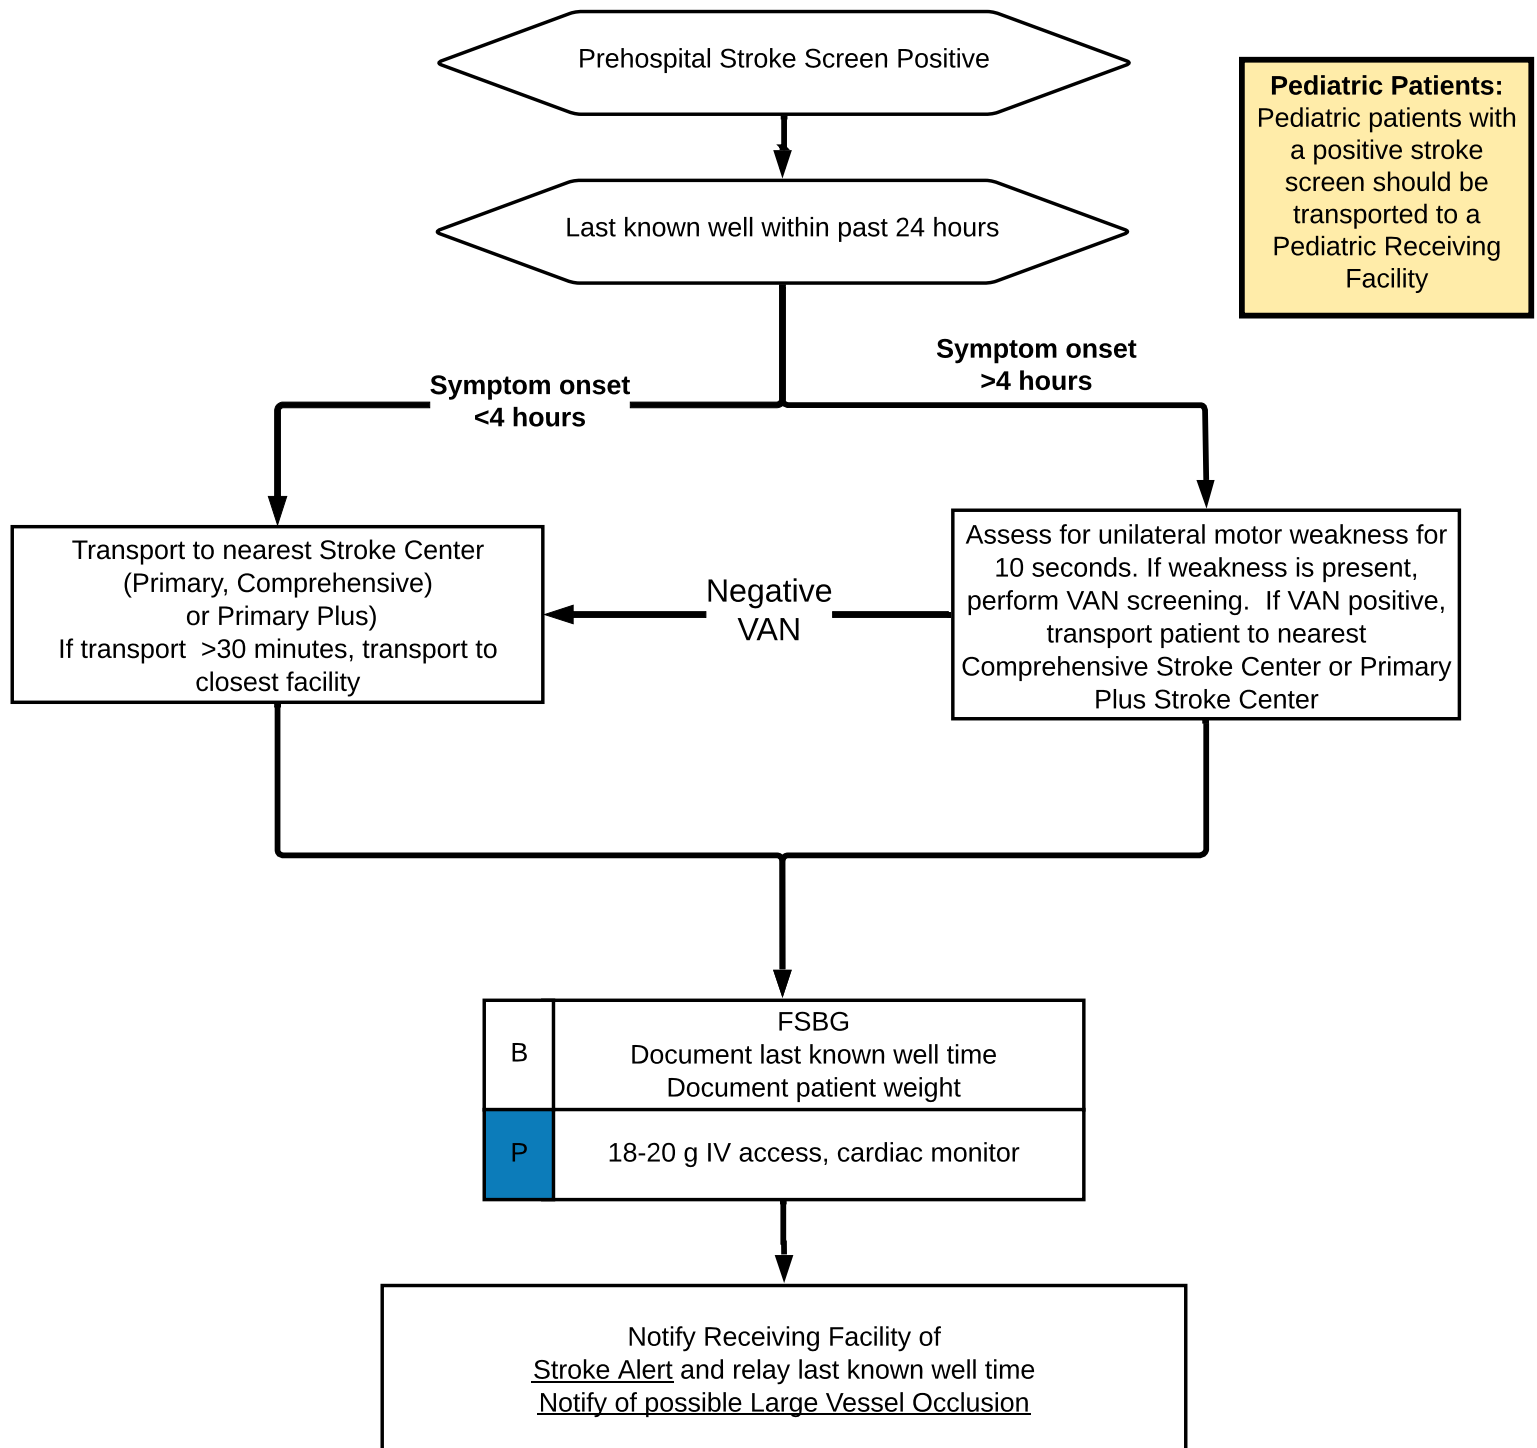 Prehospital Stroke Screen Positive
Pediatric Patients:
Pediatric patients with
a positive stroke
screen should be
transported to a
Pediatric Receiving
Facility
Last known well within past 24 hours
Symptom onset
<4 hours
Symptom onset
>4 hours
Transport to nearest Stroke Center
(Primary, Comprehensive)
or Primary Plus)
If transport  >30 minutes, transport to
closest facility
Negative
VAN
Assess for unilateral motor weakness for
10 seconds. If weakness is present,
perform VAN screening.  If VAN positive,
transport patient to nearest
Comprehensive Stroke Center or Primary
Plus Stroke Center
B
FSBG
Document last known well time
Document patient weight
P
18-20 g IV access, cardiac monitor
Notify Receiving Facility of
Stroke Alert and relay last known well time
Notify of possible Large Vessel Occlusion